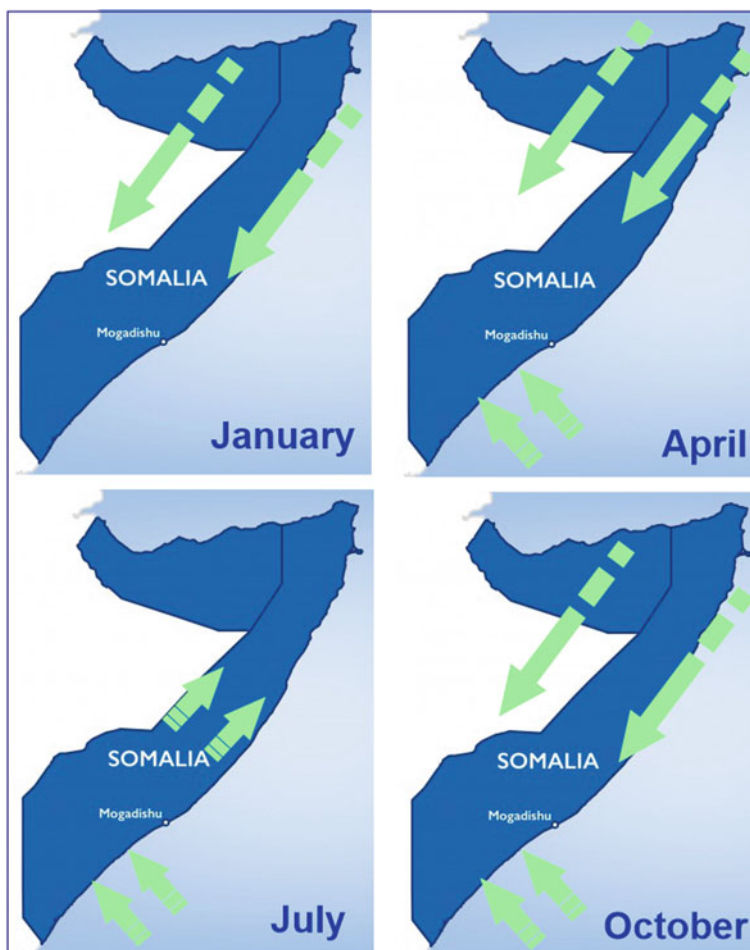 SOMALIA
Mogadishu
January
SOMALIA
Mogadishu
April
SOMALIA
Mogadishu
July
SOMALIA
Mogadishu
October